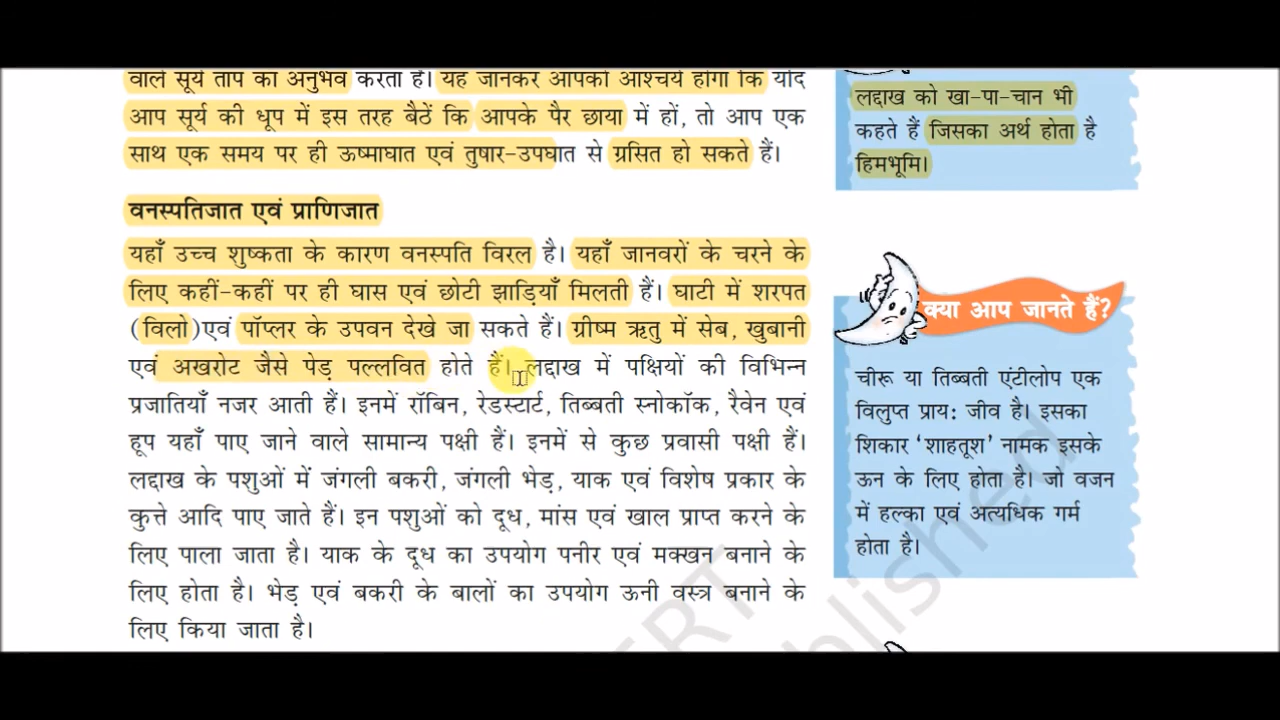 वाले सूर्य ताप का अनुभव करता है। यह जानकर आपको आश्चर्य होगा कि यदि
आप सूर्य की धूप में इस तरह बैठें कि आपके पैर छाया में हों, तो आप एक
साथ एक समय पर ही ऊष्माघात एवं तुषार-उपघात से ग्रसित हो सकते हैं।
वनस्पतिजात एवं प्राणिजात
यहाँ उच्च शुष्कता के कारण वनस्पति विरल है। यहाँ जानवरों के चरने के
लिए कहीं-कहीं पर ही घास एवं छोटी झाड़ियाँ मिलती हैं। घाटी में शरपत
(विलो)एवं पॉप्लर के उपवन देखे जा सकते हैं। ग्रीष्म ऋतु में सेब, खुबानी
एवं अखरोट जैसे पेड़ पल्लवित होते हैं। लद्दाख में पक्षियों की विभिन्न
प्रजातियाँ नजर आती हैं। इनमें रॉबिन, रेडस्टार्ट, तिब्बती स्नोकॉक, रैवेन एवं
हूप यहाँ पाए जाने वाले सामान्य पक्षी हैं। इनमें से कुछ प्रवासी पक्षी हैं।
लद्दाख के पशुओं में जंगली बकरी, जंगली भेड़, याक एवं विशेष प्रकार के
कुत्ते आदि पाए जाते हैं। इन पशुओं को दूध, मांस एवं खाल प्राप्त करने के
लिए पाला जाता है। याक के दूध का उपयोग पनीर एवं मक्खन बनाने के
लिए होता है। भेड़ एवं बकरी के बालों का उपयोग ऊनी वस्त्र बनाने के
लिए किया जाता है।
लद्दाख को खा-पा-चान भी
कहते हैं जिसका अर्थ होता है
हिमभूमि।
क्या आप जानते हैं?
चीरू या तिब्बती एंटीलोप एक
विलुप्त प्राय: जीव है। इसका
शिकार ‘शाहतूश’ नामक इसके
ऊन के लिए होता है। जो वजन
में हल्का एवं अत्यधिक गर्म
होता है।